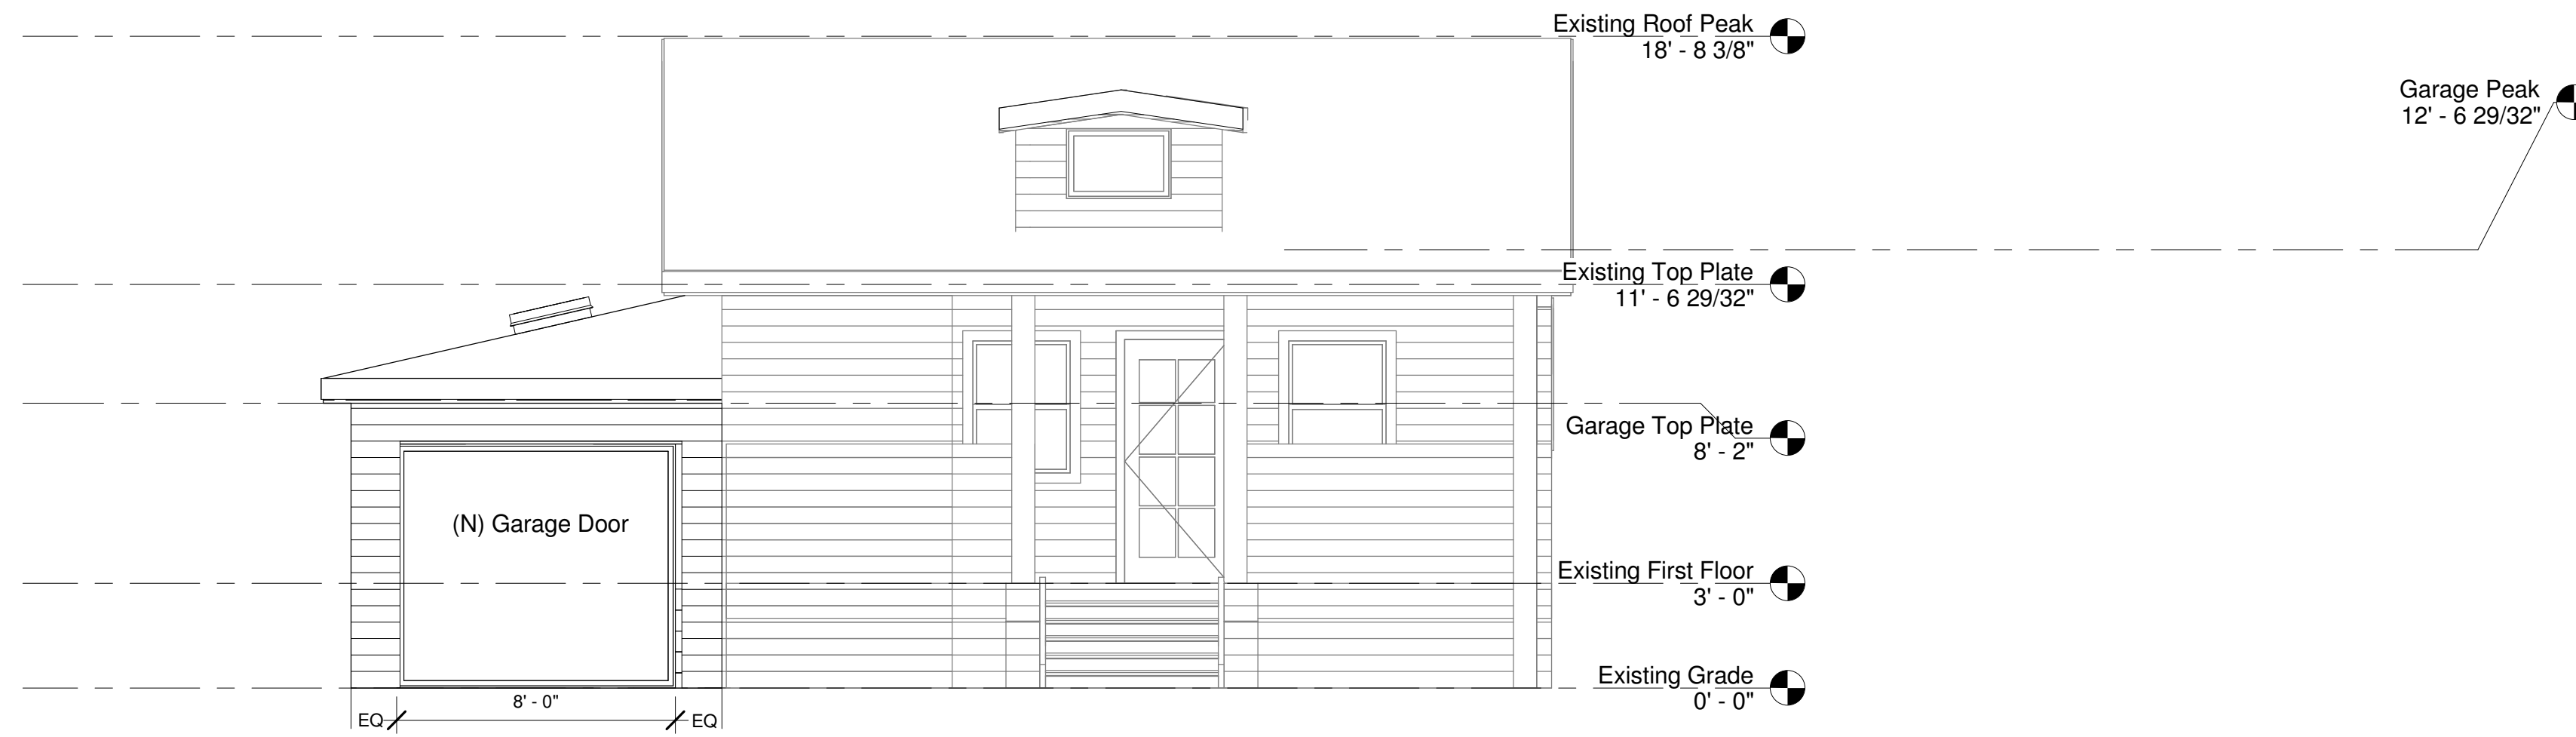 Existing Roof Peak
18' - 8 3/8"
Garage Peak
12' - 6 29/32"
Existing Top Plate
11' - 6 29/32"
Garage Top Plate
8' - 2"
(N) Garage Door
Existing First Floor
3' - 0"
Existing Grade
0' - 0"
8' - 0"
EQ
EQ